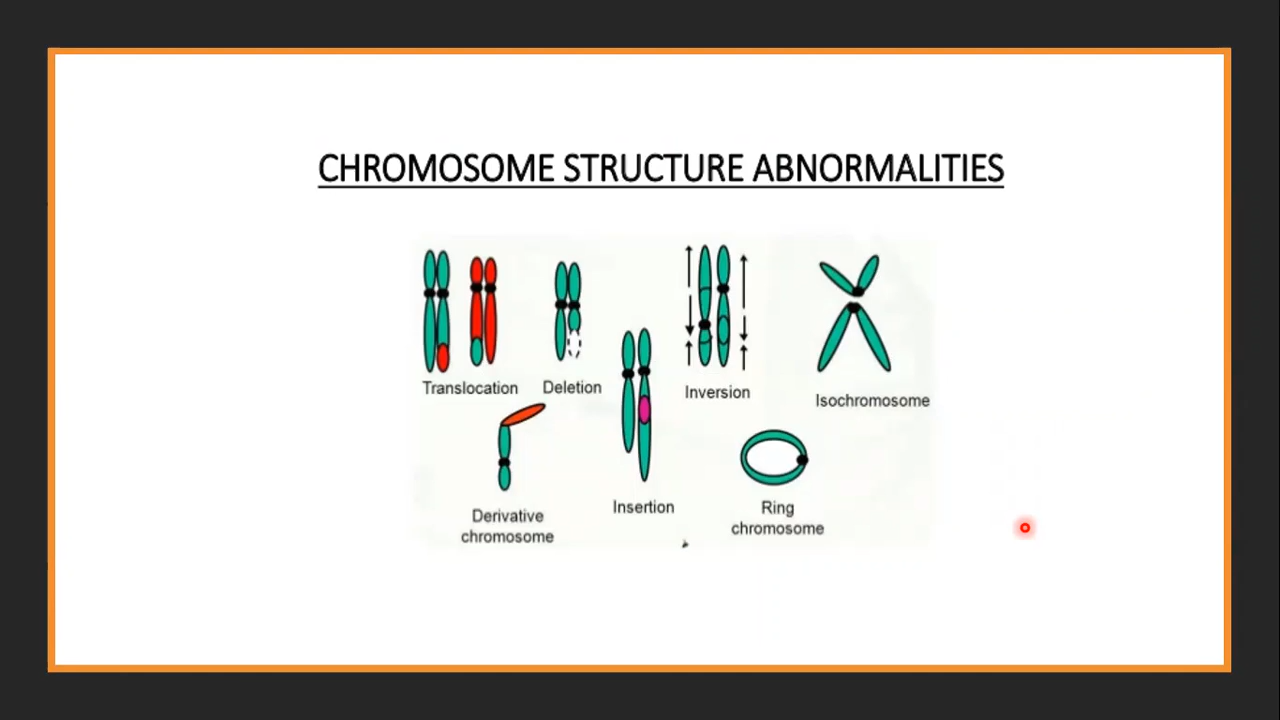 CHROMOSOME STRUCTURE ABNORMALITIES
Translocation
Deletion
Inversion
Isochromosome
Derivative
chromosome
Insertion
Ring
chromosome